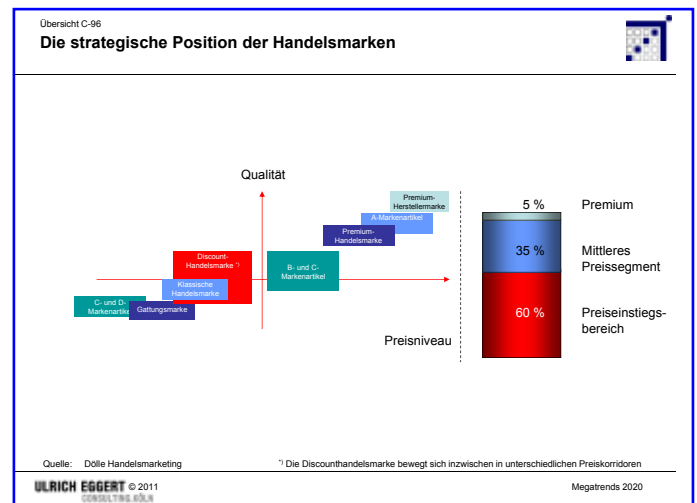 Übersicht C-96
Die strategische Position der Handelsmarken
Qualität
Premium-
Herstellermarke
A-Markenartikel
Premium-
Handelsmarke
Discount-
Handelsmarke *)
B- und C-
Markenartikel
Klassische
Handelsmarke
C- und D-
Markenartikel
Gattungsmarke
Preisniveau
5 %
Premium
35 %
Mittleres
Preissegment
60 %
Preiseinstiegs-
bereich
Quelle: Dölle Handelsmarketing
*) Die Discounthandelsmarke bewegt sich inzwischen in unterschiedlichen Preiskorridoren
ULRICH EGGERT © 2011
CONSULTING.KÖLN
Megatrends 2020